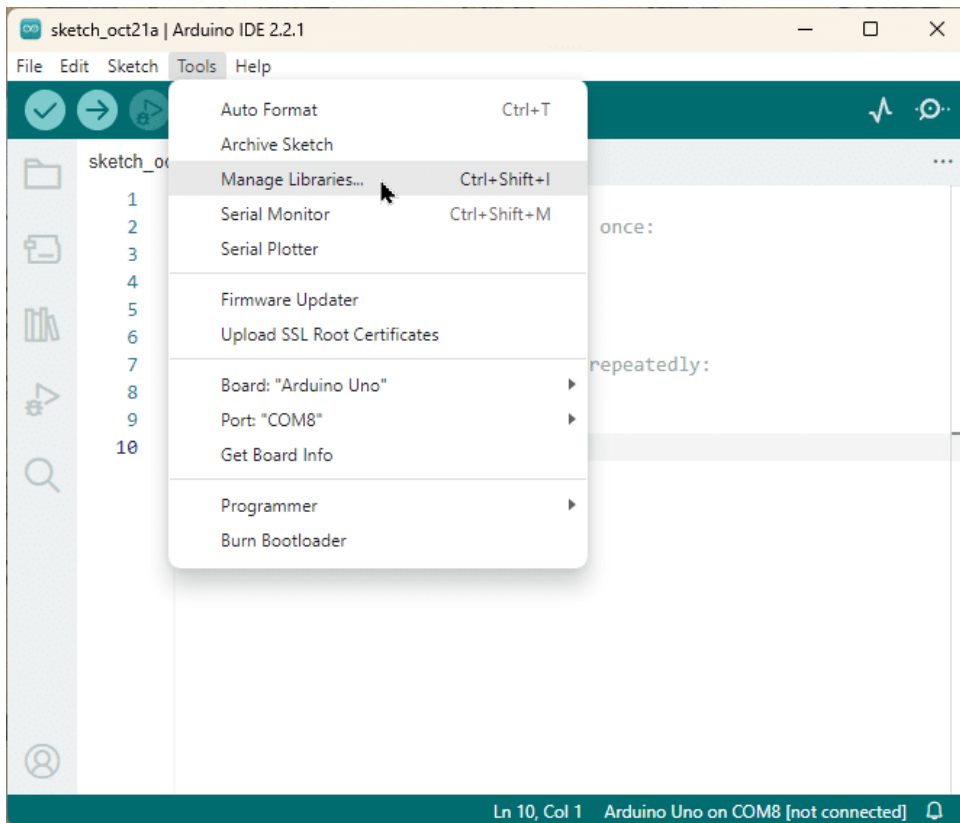 sketch_oct21a | Arduino IDE 2.2.1
File Edit Sketch Tools Help
Auto Format Ctrl+T
Archive Sketch
Manage Libraries... Ctrl+Shift+I
Serial Monitor Ctrl+Shift+M
Serial Plotter
Firmware Updater
Upload SSL Root Certificates
Board: "Arduino Uno"
Port: "COM8"
Get Board Info
Programmer
Burn Bootloader
sketch_oc
...
1
2 once:
3
4
5
6
7 repeatedly:
8
9
10
Ln 10, Col 1 Arduino Uno on COM8 [not connected]